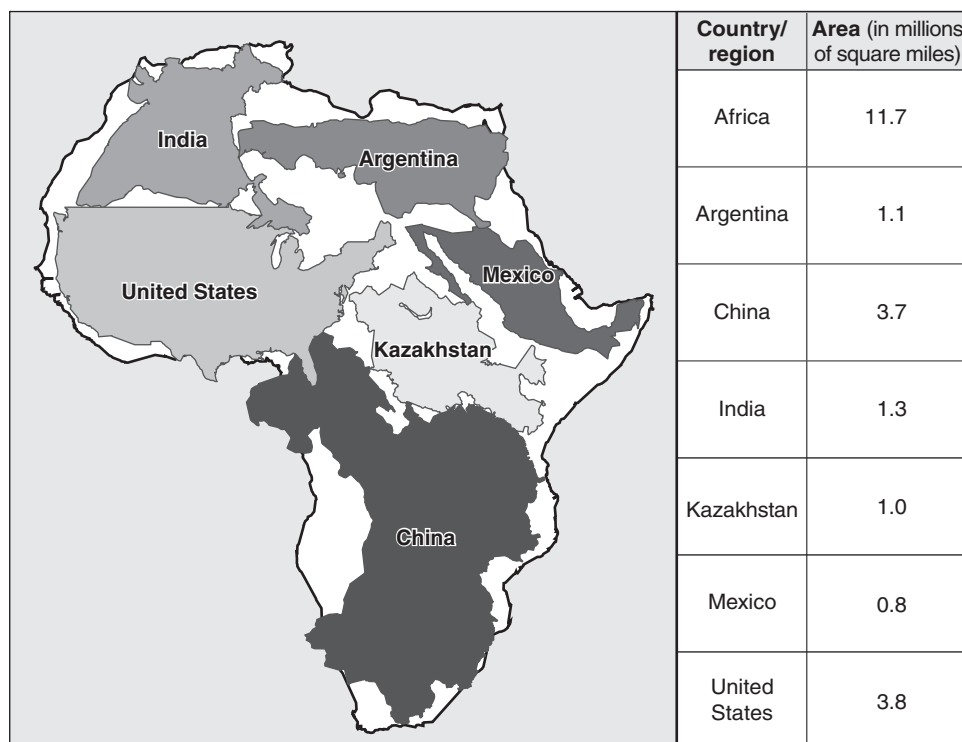 India
Argentina
United States
Mexico
Kazakhstan
China
Country/ Area (in millions
region of square miles)
Africa 11.7
Argentina 1.1
China 3.7
India 1.3
Kazakhstan 1.0
Mexico 0.8
United
States 3.8